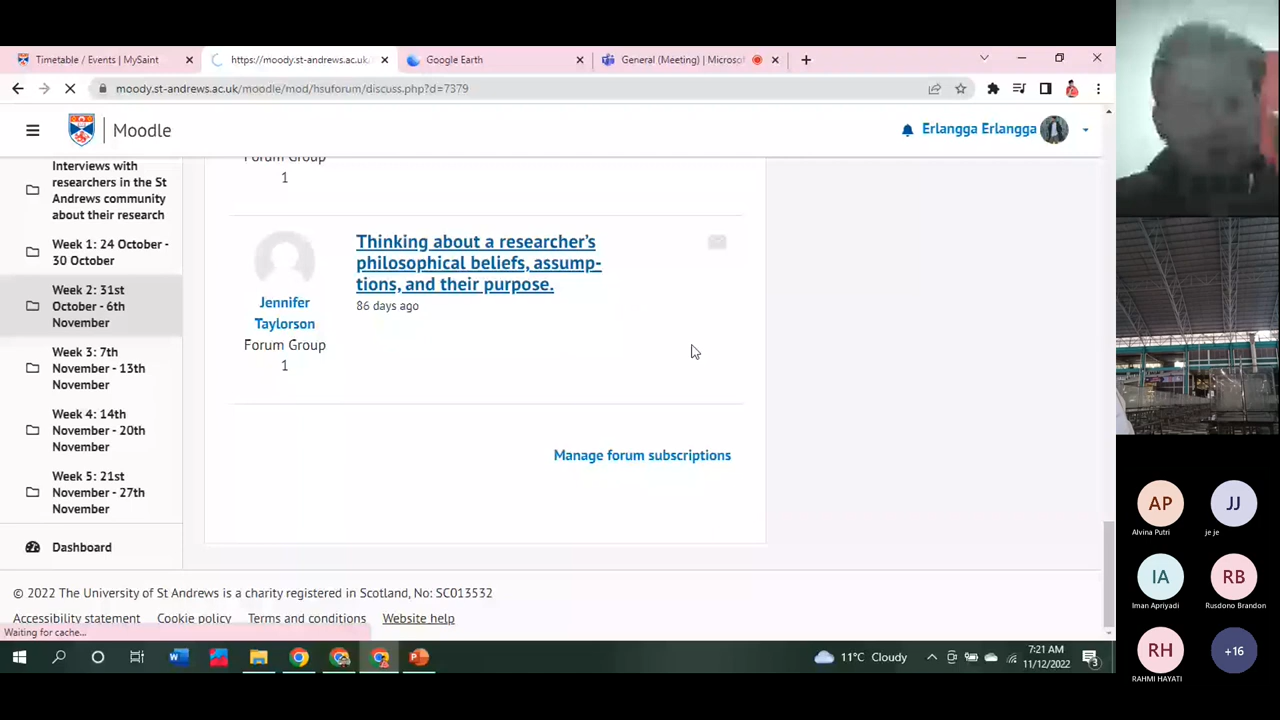 Timetable / Events | MySaint
https://moody.st-andrews.ac.uk/
Google Earth
General (Meeting) | Microsof
moody.st-andrews.ac.uk/moodle/mod/hsuforum/discuss.php?d=7379
Moodle
Erlangga Erlangga
Interviews with
researchers in the St
Andrews community
about their research
Week 1: 24 October -
30 October
Week 2: 31st
October - 6th
November
Week 3: 7th
November - 13th
November
Week 4: 14th
November - 20th
November
Week 5: 21st
November - 27th
November
Dashboard
Forum Group
1
Thinking about a researcher's
philosophical beliefs, assump-
tions, and their purpose.
86 days ago
Jennifer
Taylorson
Forum Group
1
Manage forum subscriptions
© 2022 The University of St Andrews is a charity registered in Scotland, No: SC013532
Accessibility statement Cookie policy Terms and conditions Website help
Waiting for cache...
11°C Cloudy
7:21 AM
11/12/2022
3
AP
Alvina Putri
JJ
je je
IA
Iman Apriyadi
RB
Rusdono Brandon
RH
RAHMI HAYATI
+16